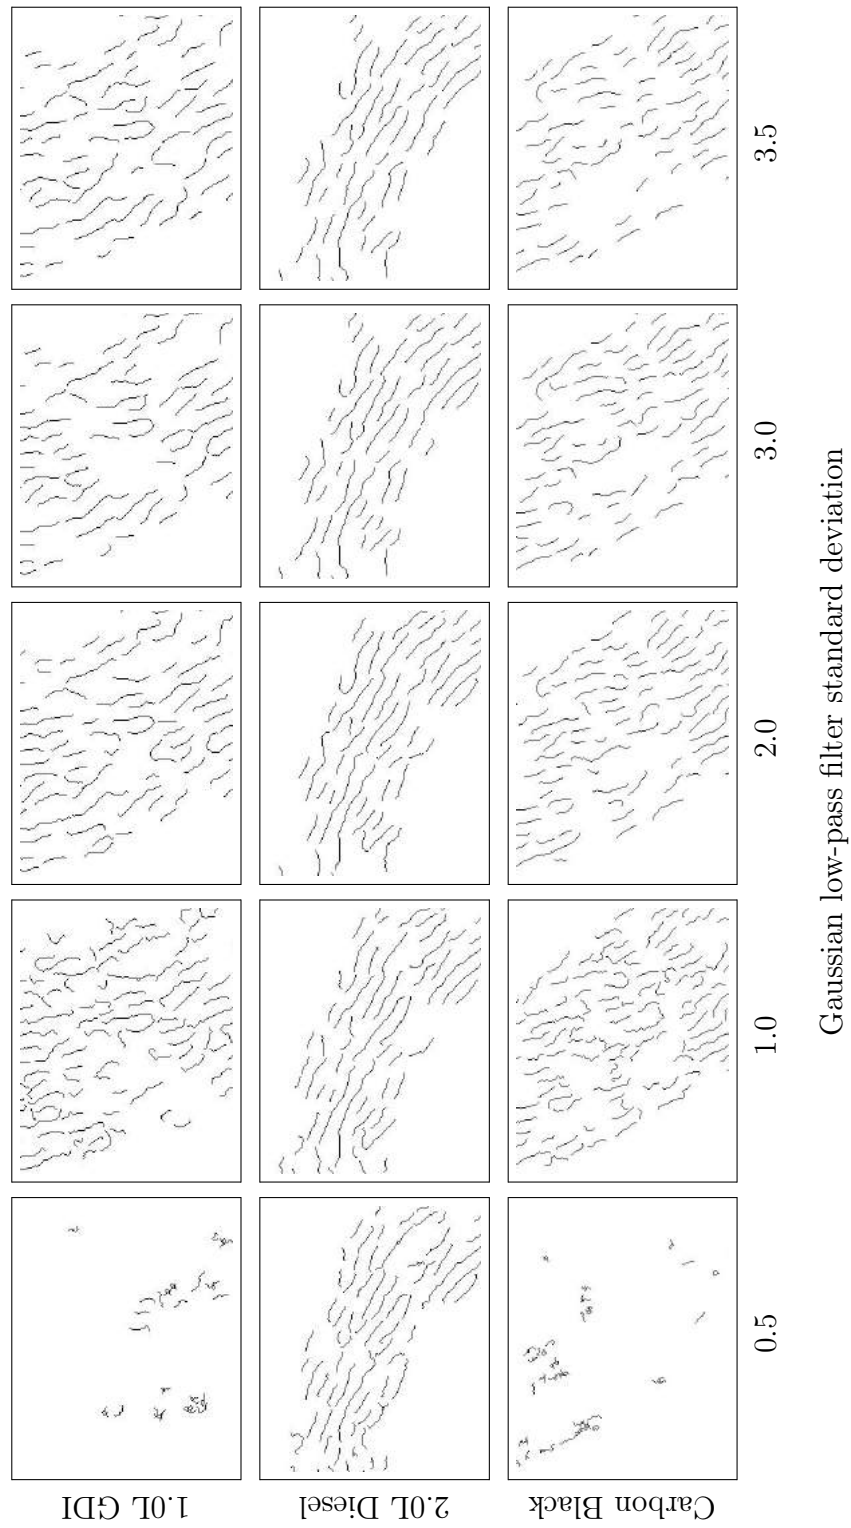 1.0L GDI
2.0L Diesel
Carbon Black
0.5
1.0
2.0
3.0
3.5
Gaussian low-pass filter standard deviation